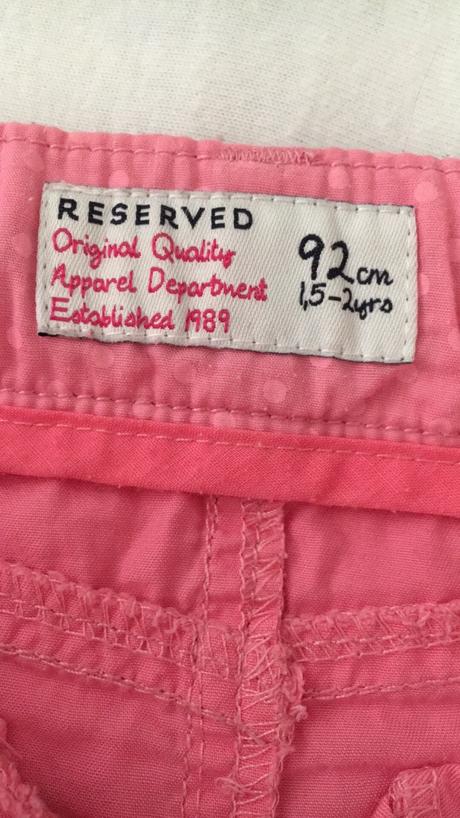 RESERVED
Original Quality
Apparel Department
Established 1989
92cm
1,5-2yrs